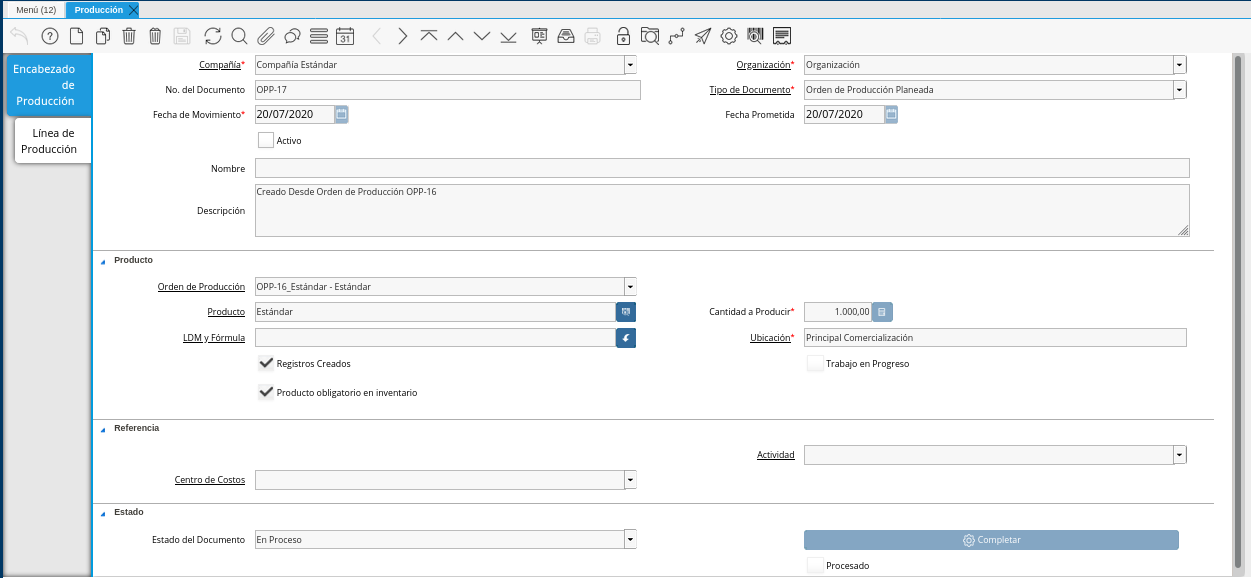 Menú (12) Producción
31
Encabezado
de
Producción
Línea de
Producción
Compañía* Compañía Estándar Organización* Organización
No. del Documento OPP-17 Tipo de Documento* Orden de Producción Planeada
Fecha de Movimiento* 20/07/2020 Fecha Prometida 20/07/2020
Activo
Nombre
Descripción Creado Desde Orden de Producción OPP-16
Producto
Orden de Producción OPP-16_Estándar - Estándar
Producto Estándar Cantidad a Producir* 1.000,00
LDM y Fórmula Ubicación* Principal Comercialización
Registros Creados Trabajo en Progreso
Producto obligatorio en inventario
Referencia
Actividad
Centro de Costos
Estado
Estado del Documento En Proceso Completar
Procesado